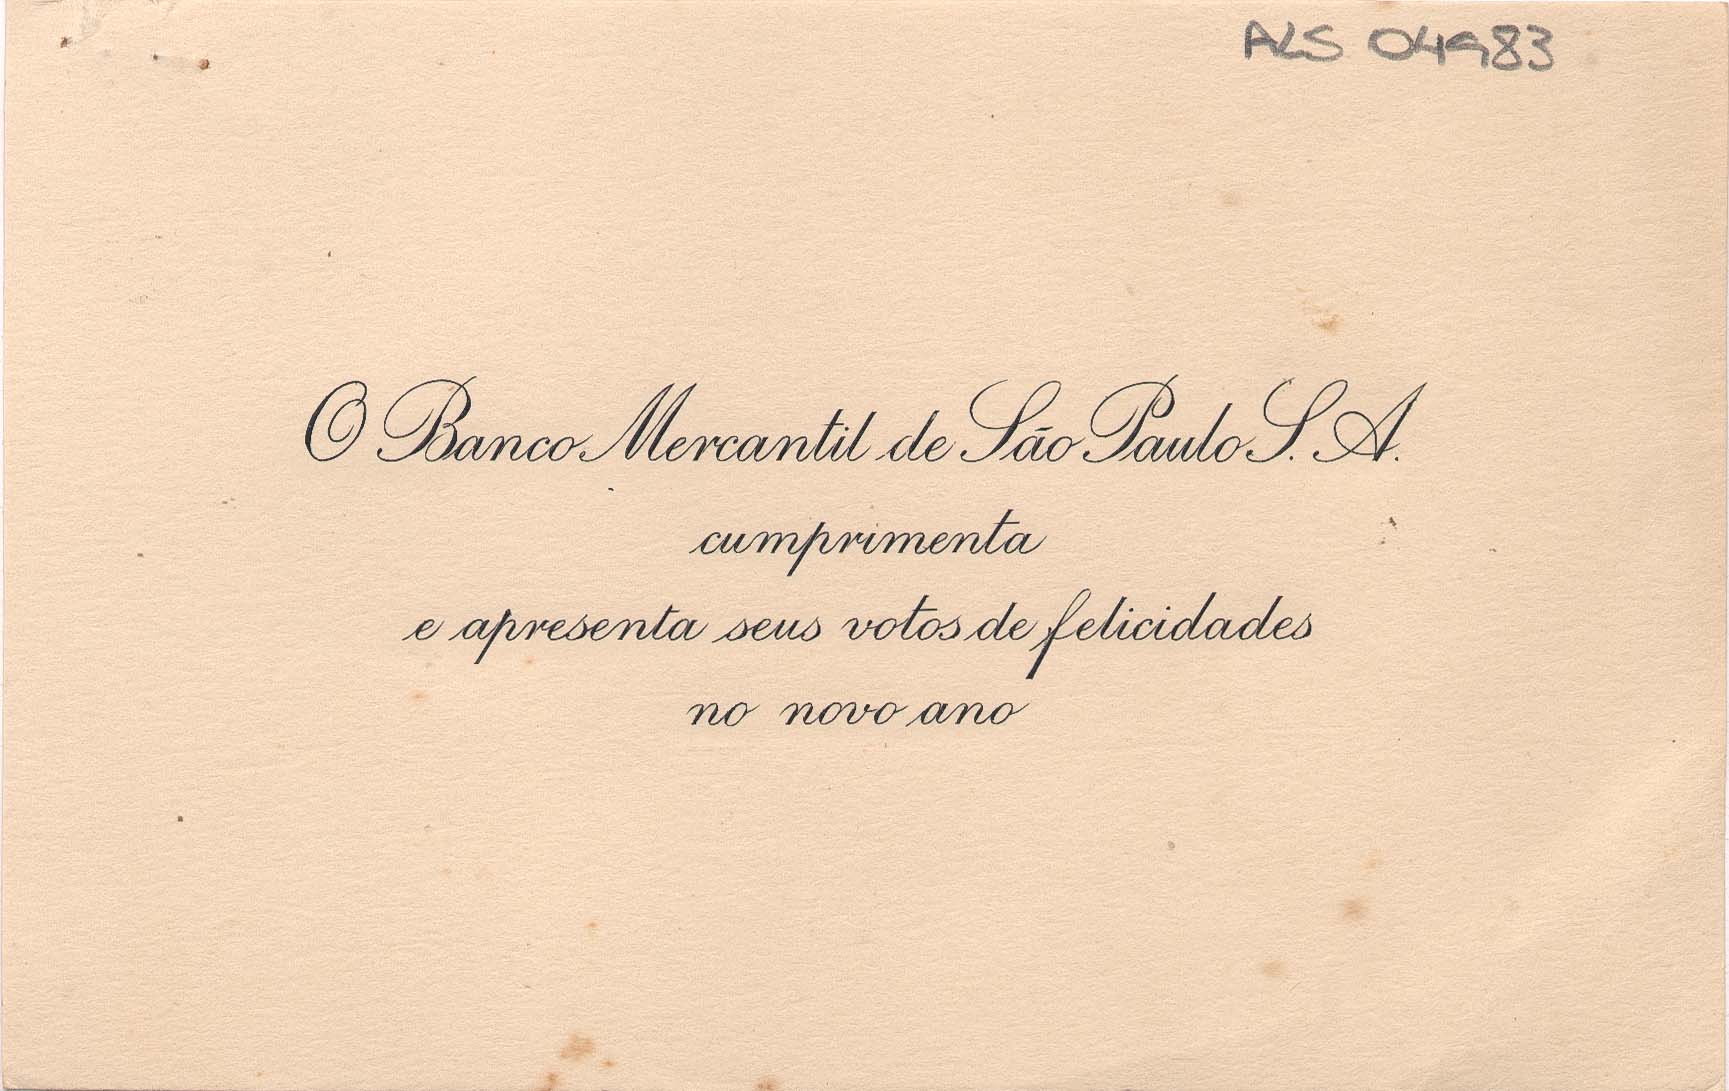 ALS 04983
O Banco Mercantil de São Paulo S. A.
cumprimenta
e apresenta seus votos de felicidades
no novo ano